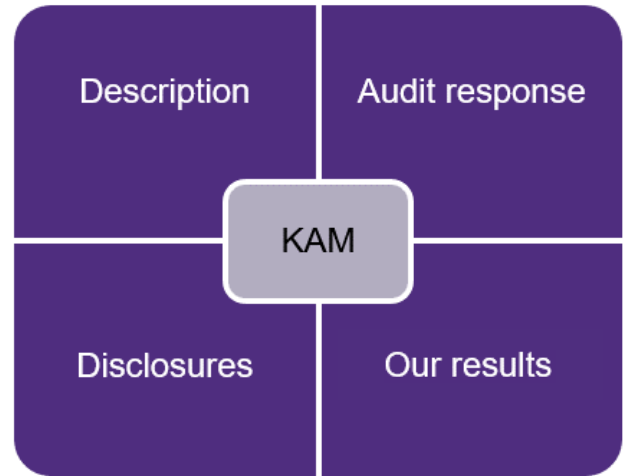 Description
Audit response
KAM
Disclosures
Our results